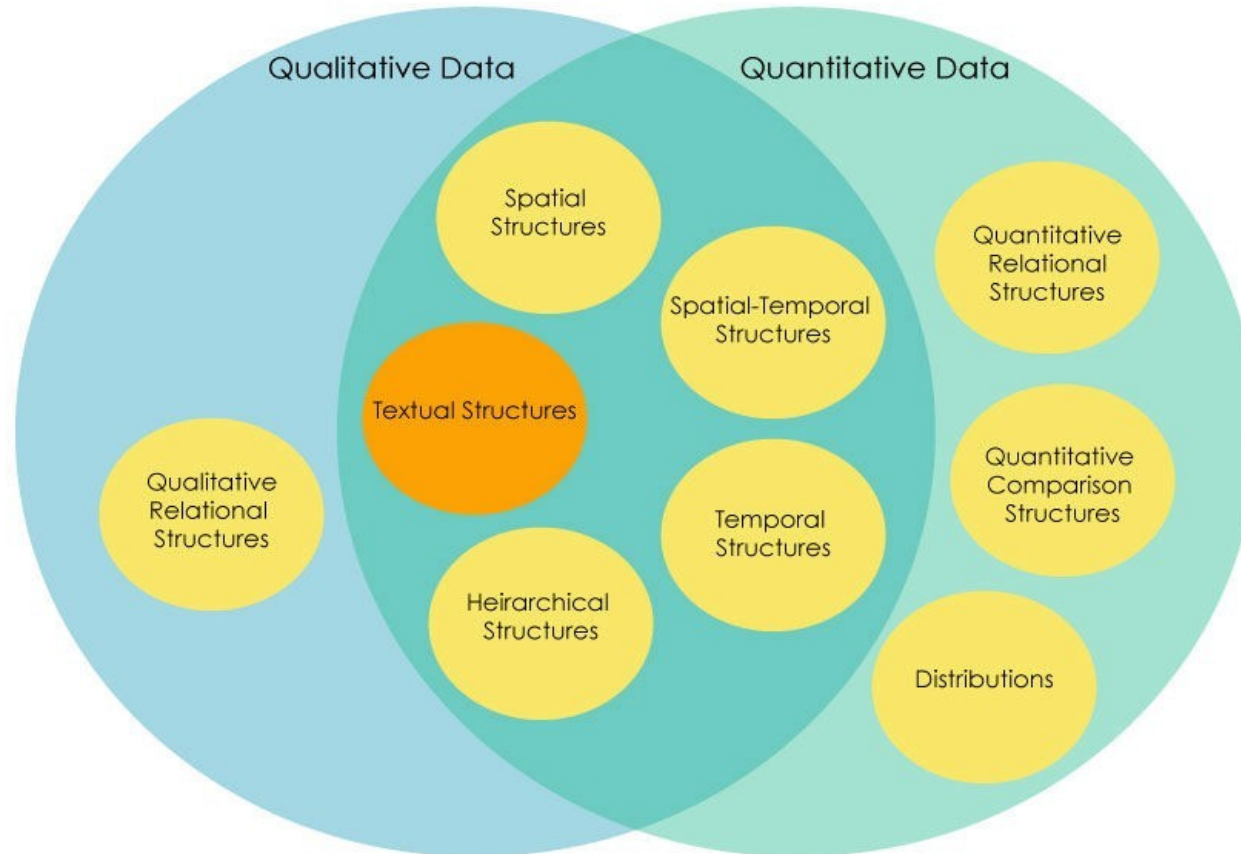 Qualitative Data
Quantitative Data
Spatial
Structures
Quantitative
Relational
Structures
Spatial-Temporal
Structures
Textual Structures
Qualitative
Relational
Structures
Quantitative
Comparison
Structures
Temporal
Structures
Heirarchical
Structures
Distributions